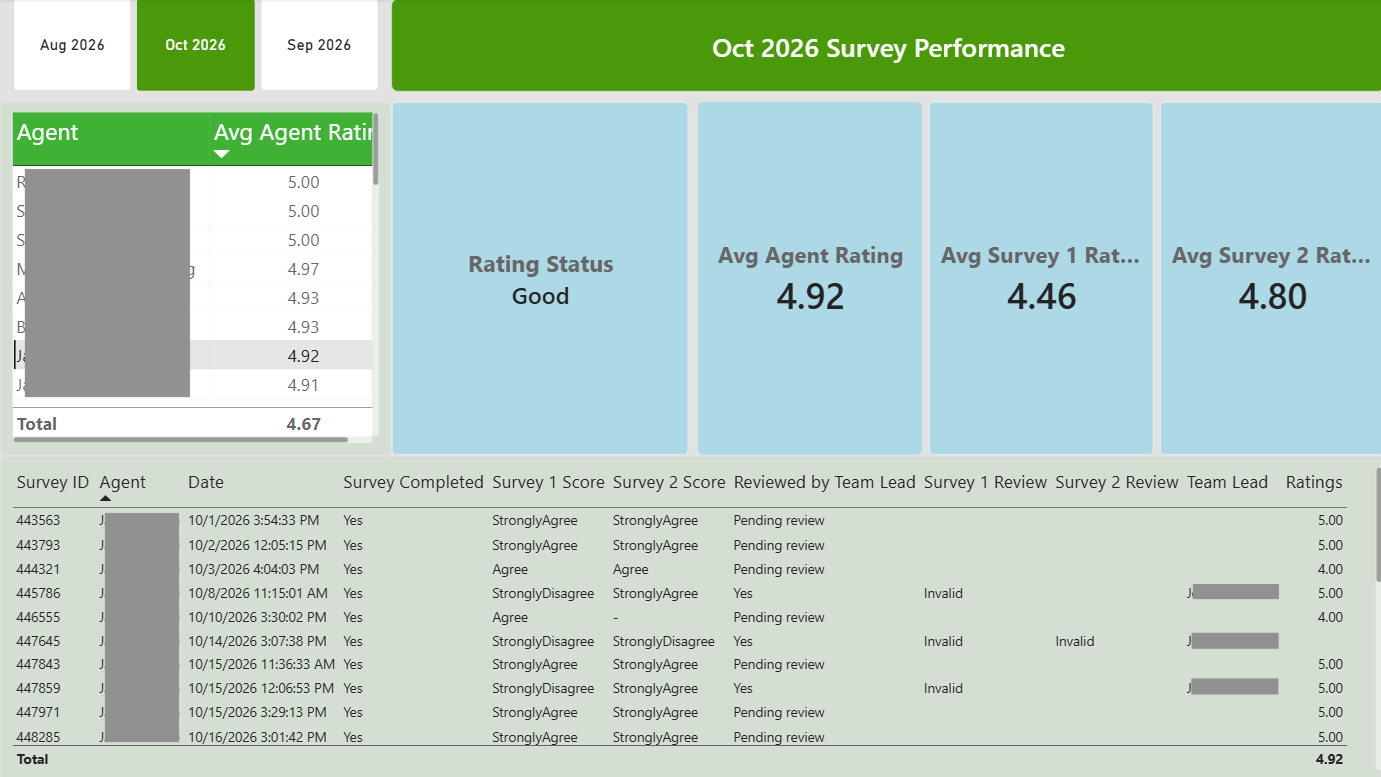 Aug 2026 Oct 2026 Sep 2026
Oct 2026 Survey Performance
Agent Avg Agent Ratin
5.00
5.00
5.00
4.97
4.93
4.93
4.92
4.91
Total 4.67
Rating Status
Good
Avg Agent Rating
4.92
Avg Survey 1 Rat...
4.46
Avg Survey 2 Rat...
4.80
Survey ID Agent Date Survey Completed Survey 1 Score Survey 2 Score Reviewed by Team Lead Survey 1 Review Survey 2 Review Team Lead Ratings
443563 J 10/1/2026 3:54:33 PM Yes StronglyAgree StronglyAgree Pending review 5.00
443793 J 10/2/2026 12:05:15 PM Yes StronglyAgree StronglyAgree Pending review 5.00
444321 J 10/3/2026 4:04:03 PM Yes Agree Agree Pending review 4.00
445786 J 10/8/2026 11:15:01 AM Yes StronglyDisagree StronglyAgree Yes Invalid 5.00
446555 J 10/10/2026 3:30:02 PM Yes Agree - Pending review 4.00
447645 J 10/14/2026 3:07:38 PM Yes StronglyDisagree StronglyDisagree Yes Invalid Invalid J
447843 J 10/15/2026 11:36:33 AM Yes StronglyAgree StronglyAgree Pending review 5.00
447859 J 10/15/2026 12:06:53 PM Yes StronglyDisagree StronglyAgree Yes Invalid J 5.00
447971 J 10/15/2026 3:29:13 PM Yes StronglyAgree StronglyAgree Pending review 5.00
448285 J 10/16/2026 3:01:42 PM Yes StronglyAgree StronglyAgree Pending review 5.00
Total 4.92